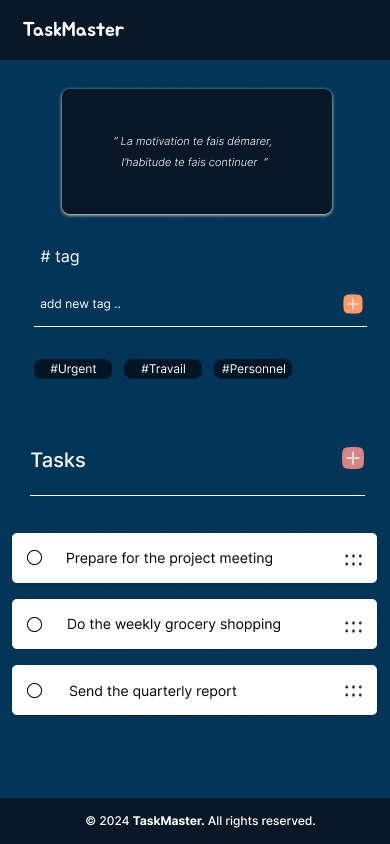 TaskMaster
" La motivation te fais démarer,
l'habitude te fais continuer "
# tag
add new tag ..
#Urgent #Travail #Personnel
Tasks
Prepare for the project meeting
Do the weekly grocery shopping
Send the quarterly report
© 2024 TaskMaster. All rights reserved.